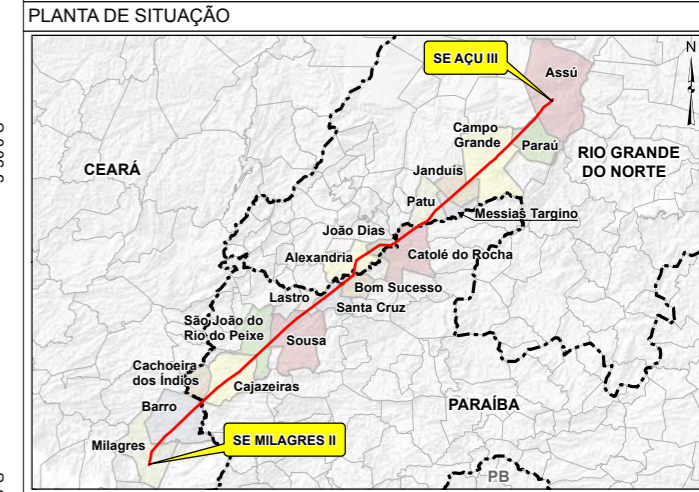 PLANTA DE SITUAÇÃO
SE AÇU III
Assú
N
Campo
Grande
Paraú
RIO GRANDE
DO NORTE
CEARÁ
Janduís
Patu
Messias Targino
João Dias
Catolé do Rocha
Alexandria
Bom Sucesso
Lastro
Santa Cruz
São João do
Rio do Peixe
Sousa
Cachoeira
dos Índios
Cajazeiras
Barro
PARAÍBA
Milagres
SE MILAGRES II
PB